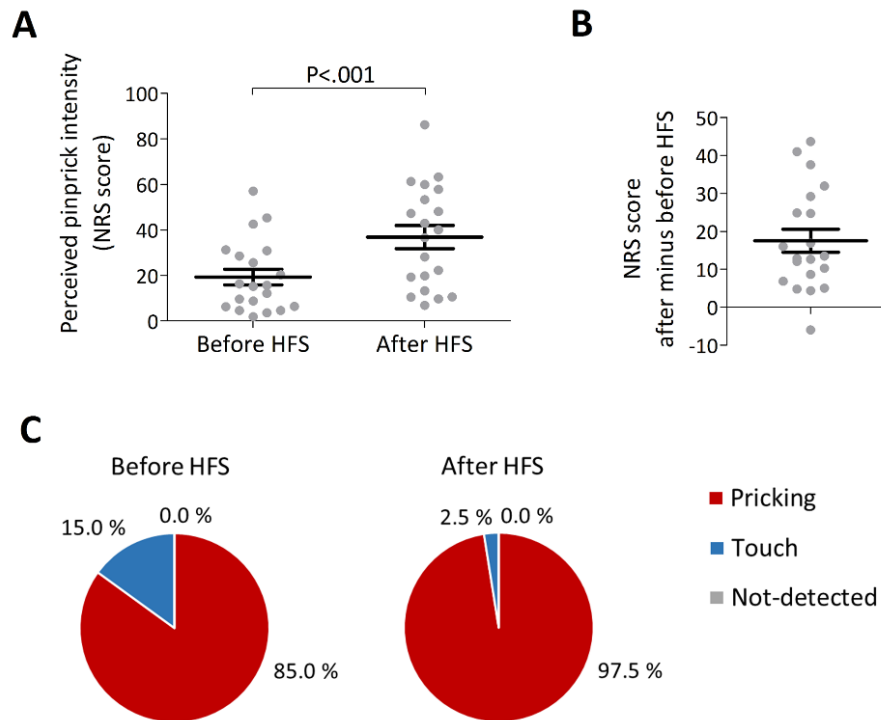 A
Perceived pinprick intensity
(NRS score)
P<.001
100
80
60
40
20
0
Before HFS
After HFS
B
NRS score
after minus before HFS
50
40
30
20
10
0
-10
C
Before HFS
15.0 %
0.0 %
85.0 %
After HFS
2.5 %
0.0 %
97.5 %
Pricking
Touch
Not-detected